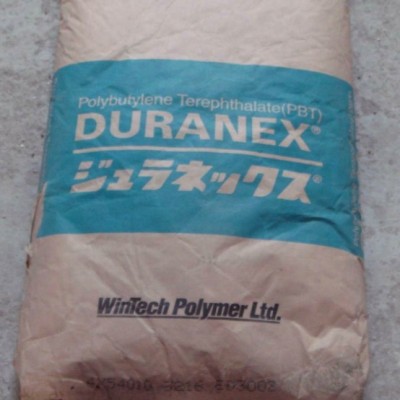 Polybutylene Terephthalate(PBT)
DURANEX®
ジュラネックス®
WinTech Polymer Ltd.